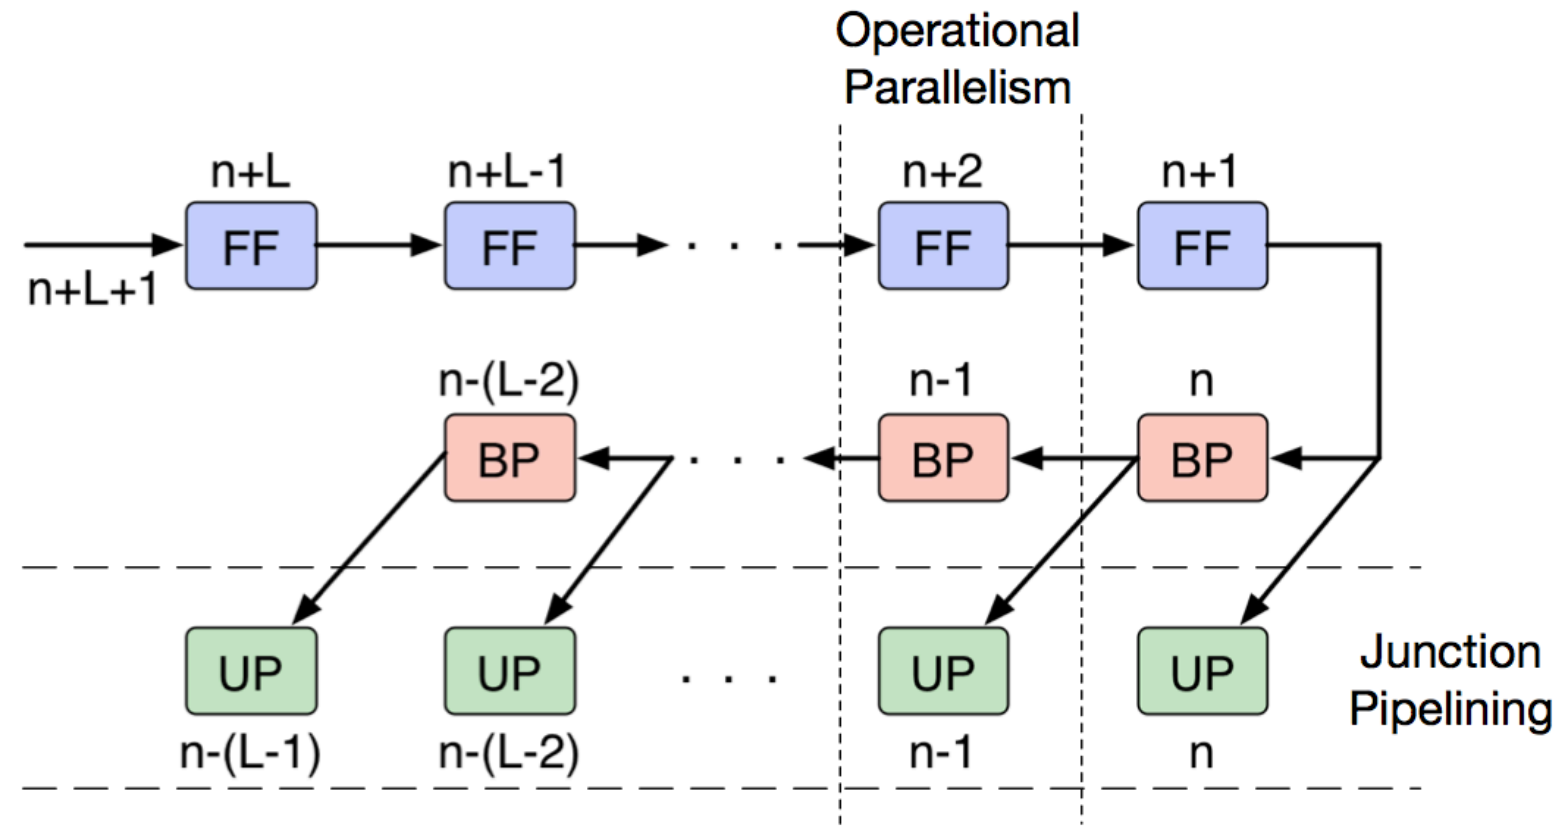 Operational
Parallelism
n+L n+L-1 n+2 n+1
FF FF . . . FF FF
n+L+1
n-(L-2) n-1 n
BP . . . BP BP
UP UP . . . UP UP
Junction
Pipelining
n-(L-1) n-(L-2) n-1 n